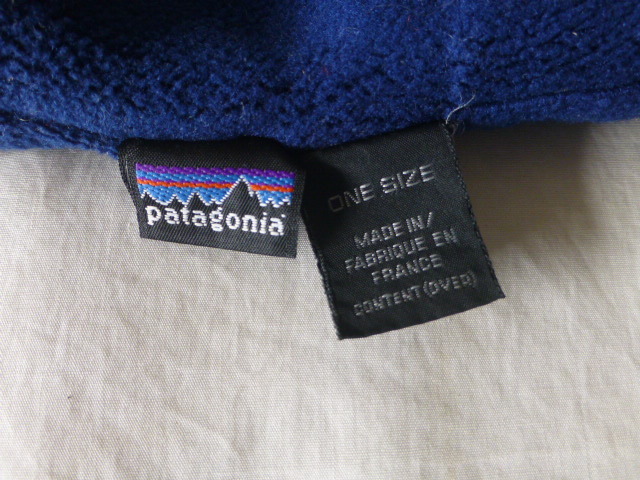 patagonia
ONE SIZE
MADE IN/
FABRIQUE EN
FRANCE
CONTENT (OVER)